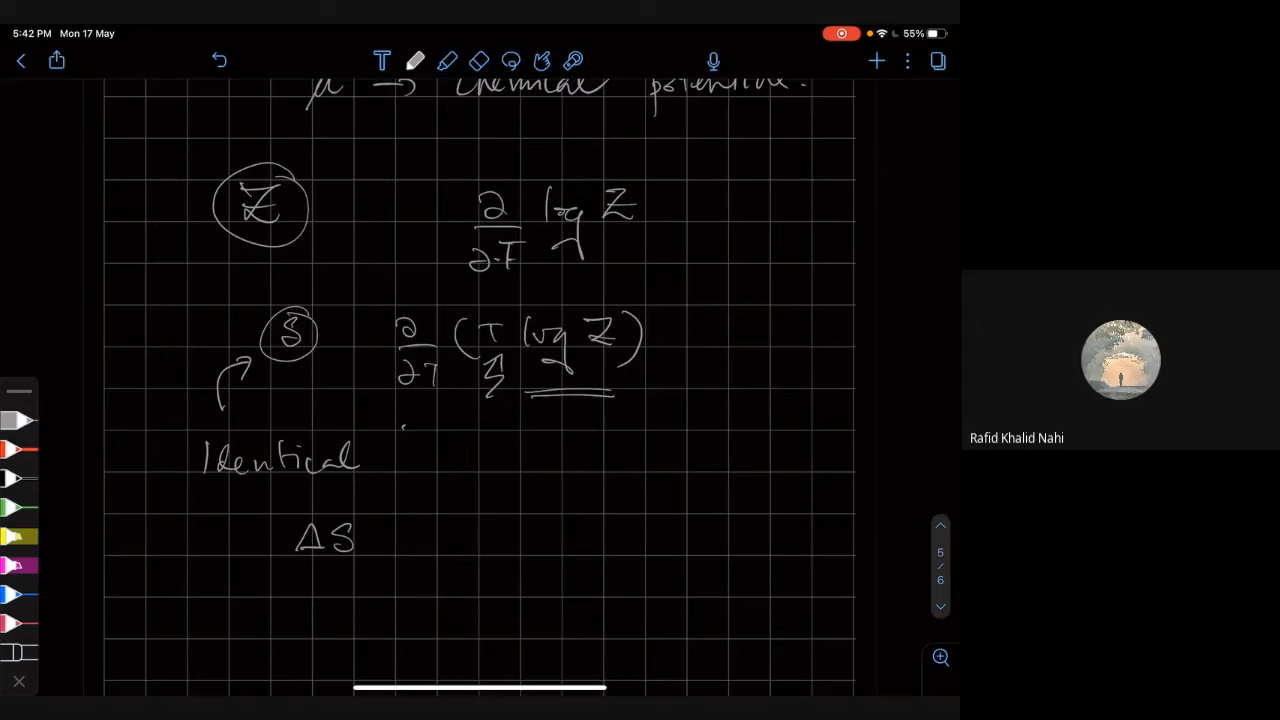 5:42 PM Mon 17 May
55%
μ → Chemical potential.
Z
∂/∂T log Z
S
∂/∂T (T log Z)
Identical
ΔS
5
/
6
Rafid Khalid Nahi